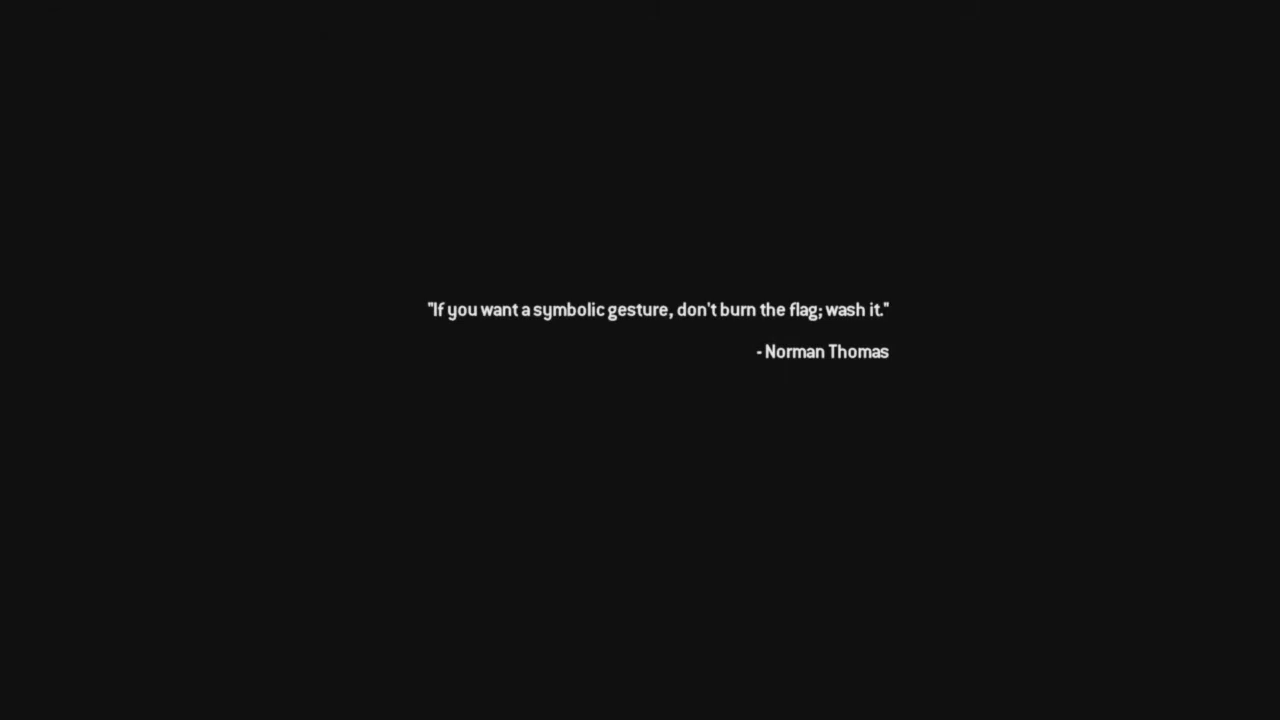 "If you want a symbolic gesture, don't burn the flag; wash it."
- Norman Thomas